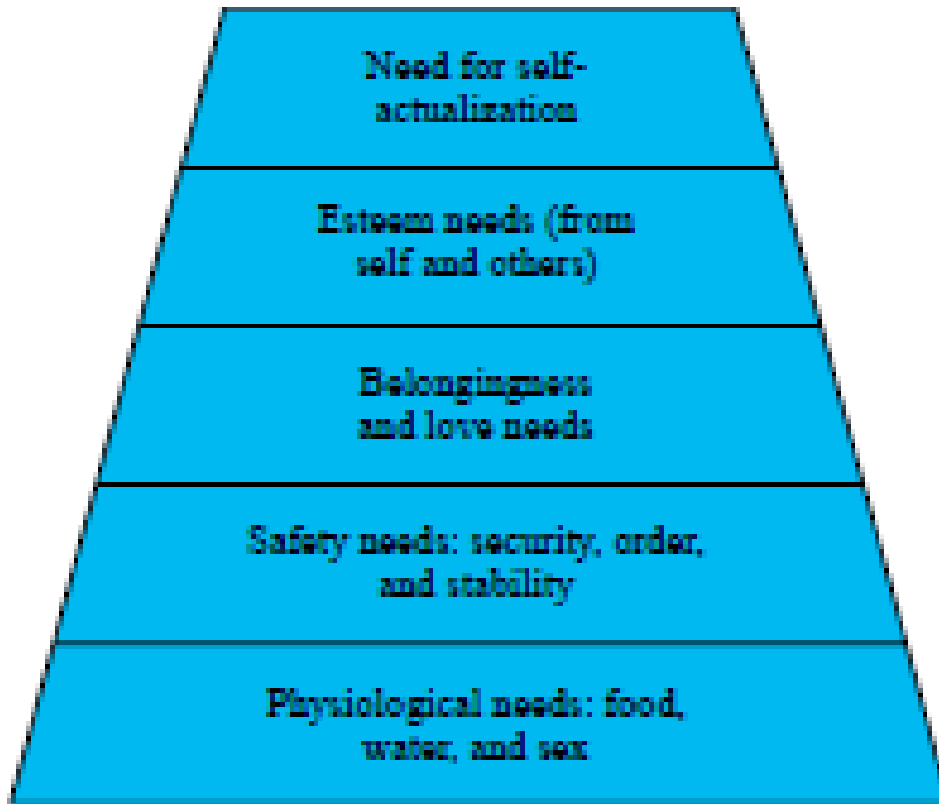 Need for self-
actualization
Esteem needs (from
self and others)
Belongingness
and love needs
Safety needs: security, order,
and stability
Physiological needs: food,
water, and sex